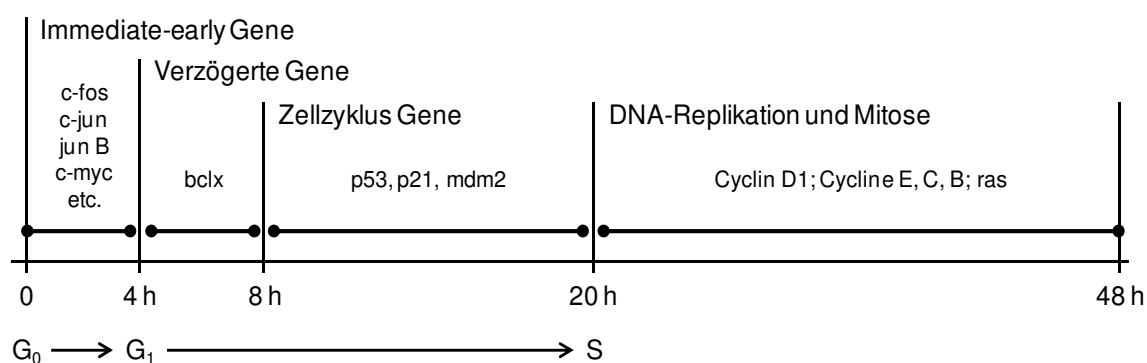 Immediate-early Gene
Verzögerte Gene
c-fos
c-jun
jun B
c-myc
etc.
Zellzyklus Gene
DNA-Replikation und Mitose
bclx
p53, p21, mdm2
Cyclin D1; Cycline E, C, B; ras
0 4 h 8 h 20 h 48 h
G₀ → G₁ → S